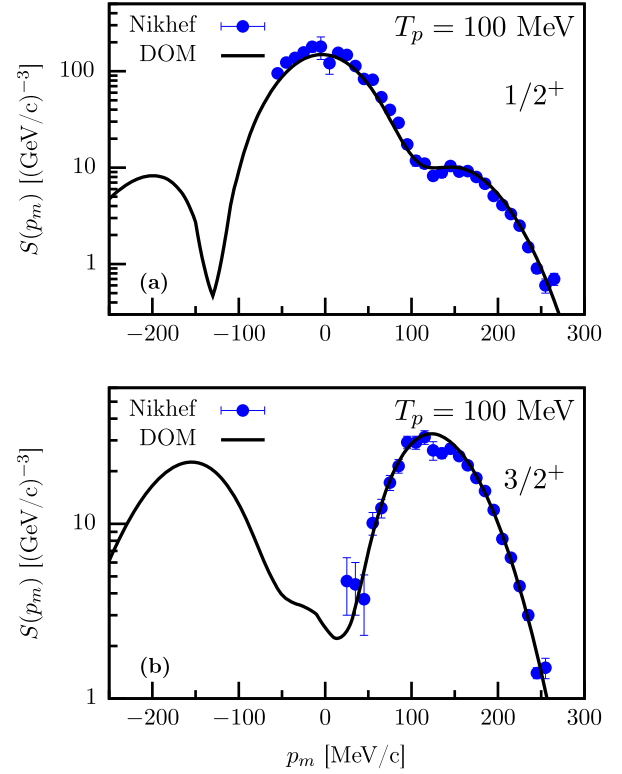 Nikhef
DOM
T_p = 100 MeV
1/2⁺
(a)
S(p_m) [(GeV/c)⁻³]
100
10
1
−200 −100 0 100 200 300
Nikhef
DOM
T_p = 100 MeV
3/2⁺
(b)
S(p_m) [(GeV/c)⁻³]
10
1
−200 −100 0 100 200 300
p_m [MeV/c]